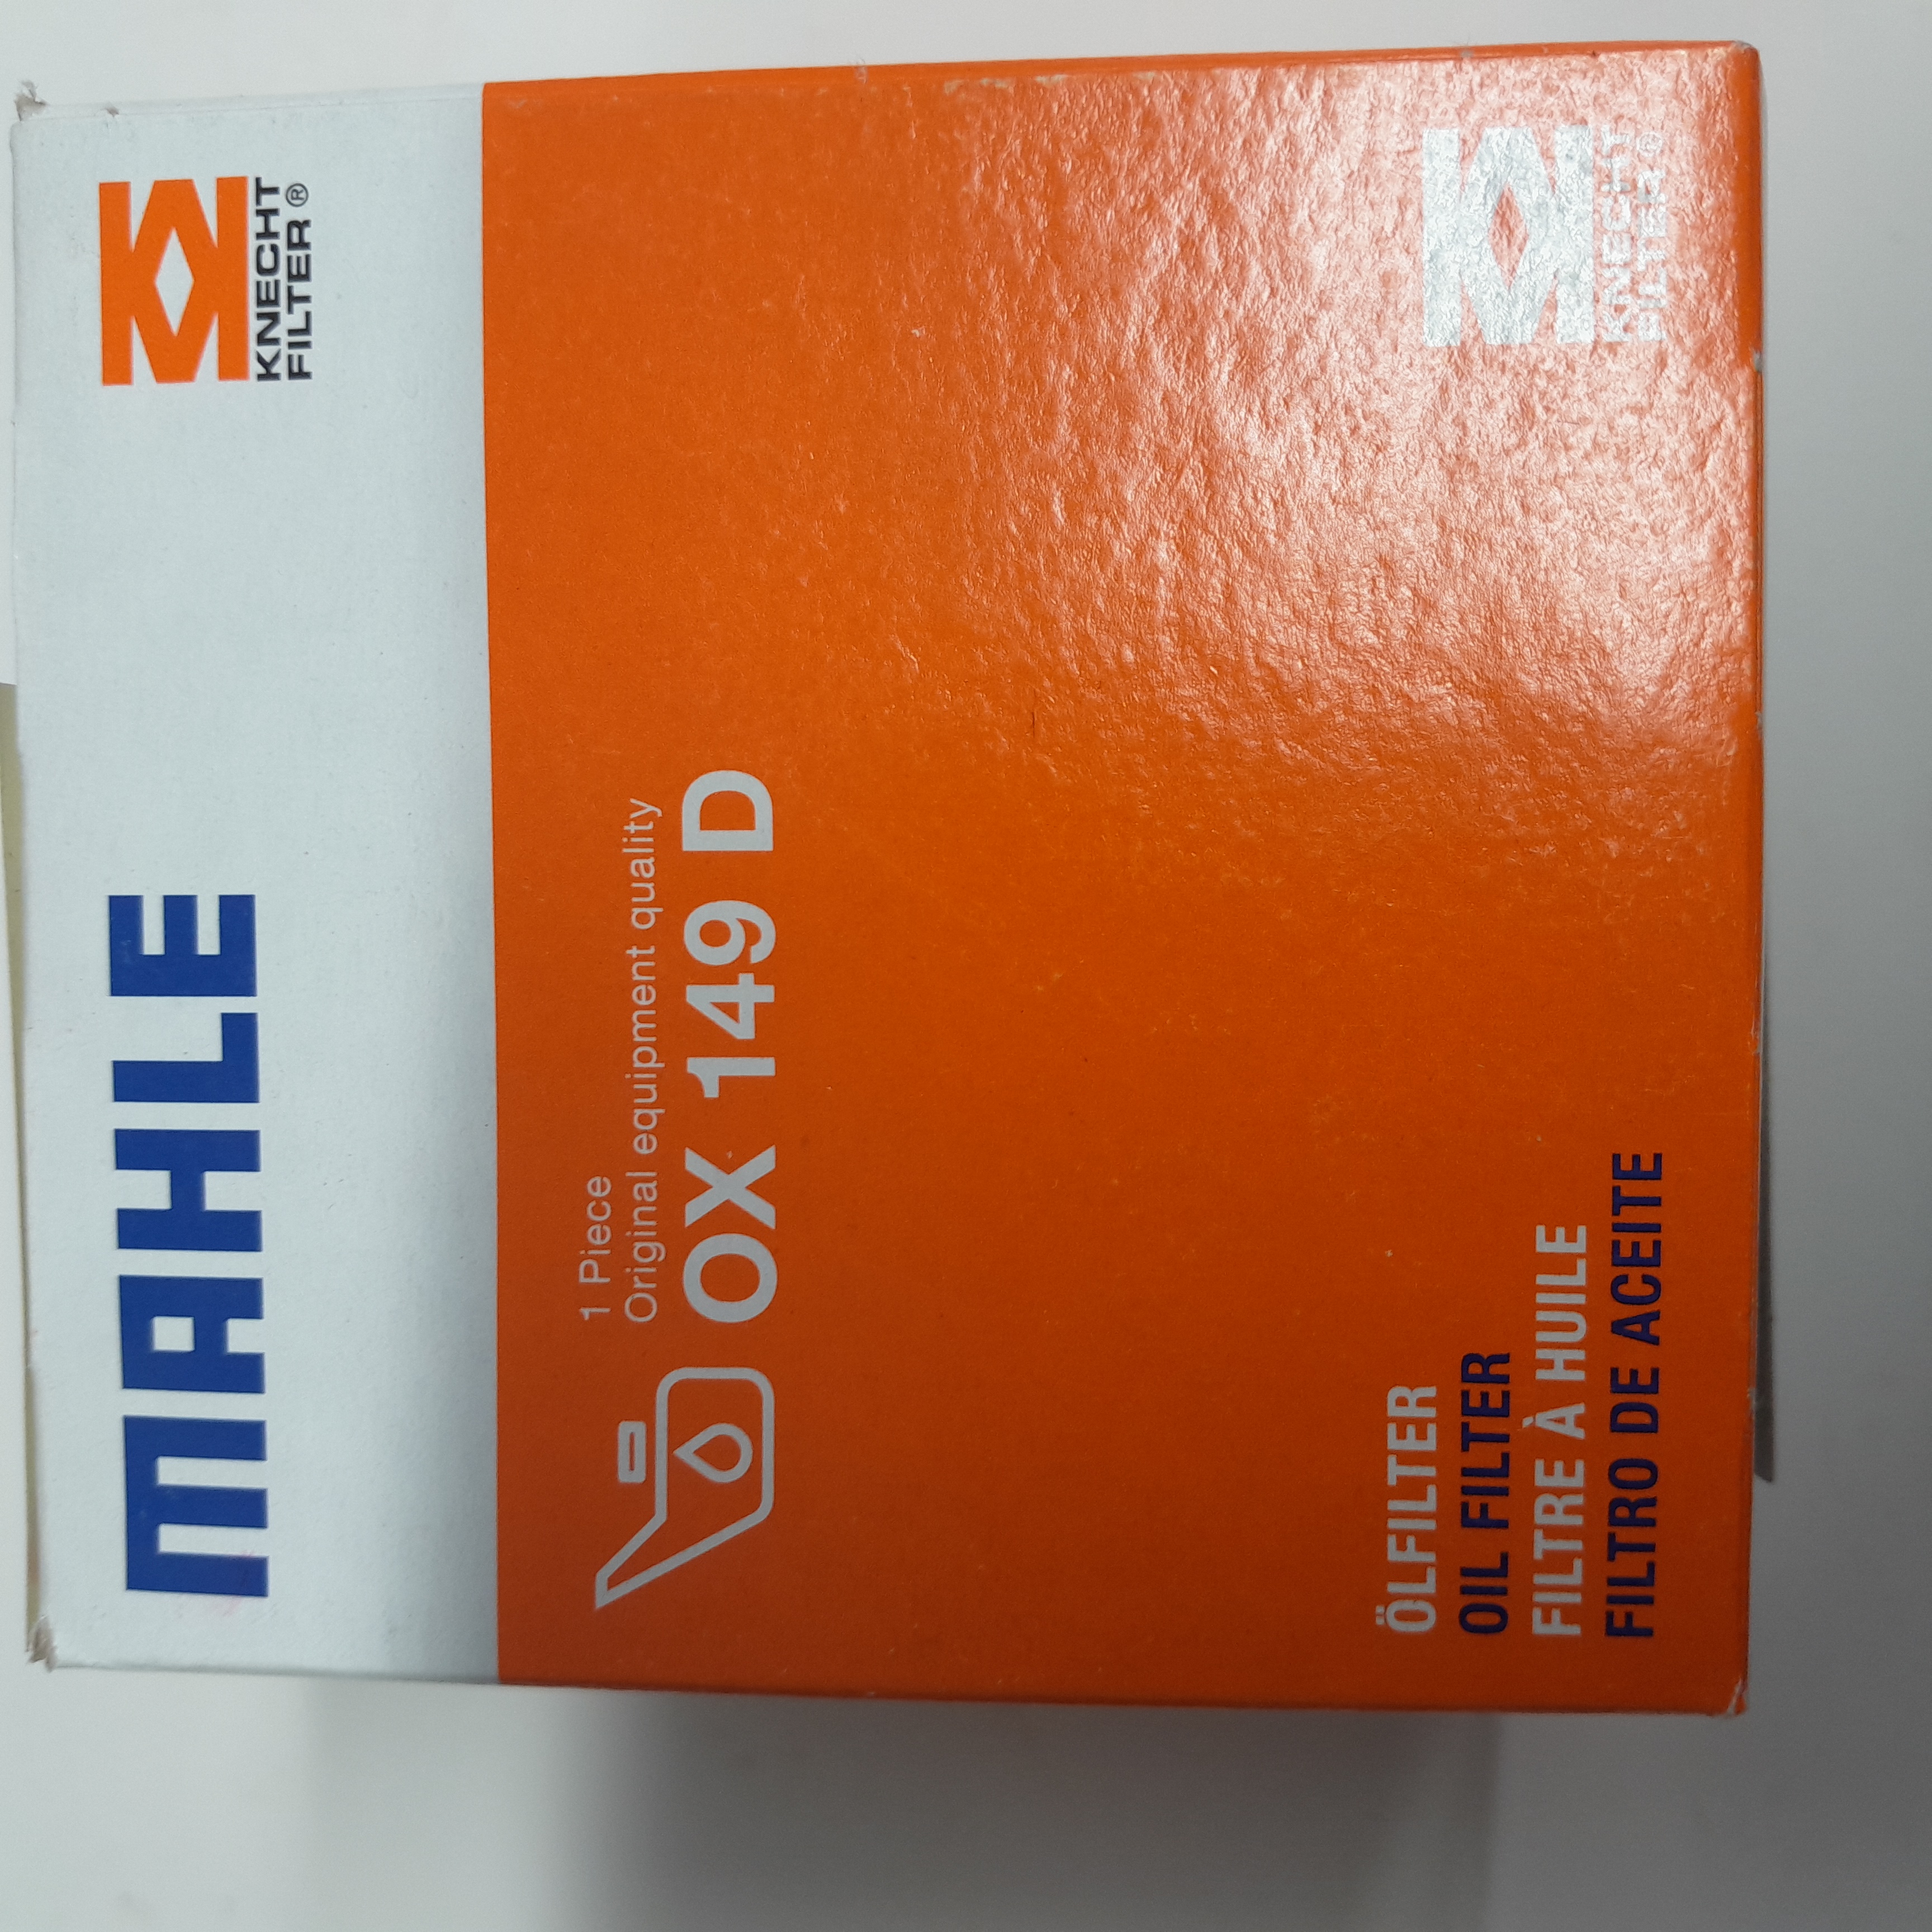 MAHLE
KNECHT
FILTER®
1 Piece
Original equipment quality
OX 149 D
ÖLFILTER
OIL FILTER
FILTRE À HUILE
FILTRO DE ACEITE
KNECHT
FILTER®